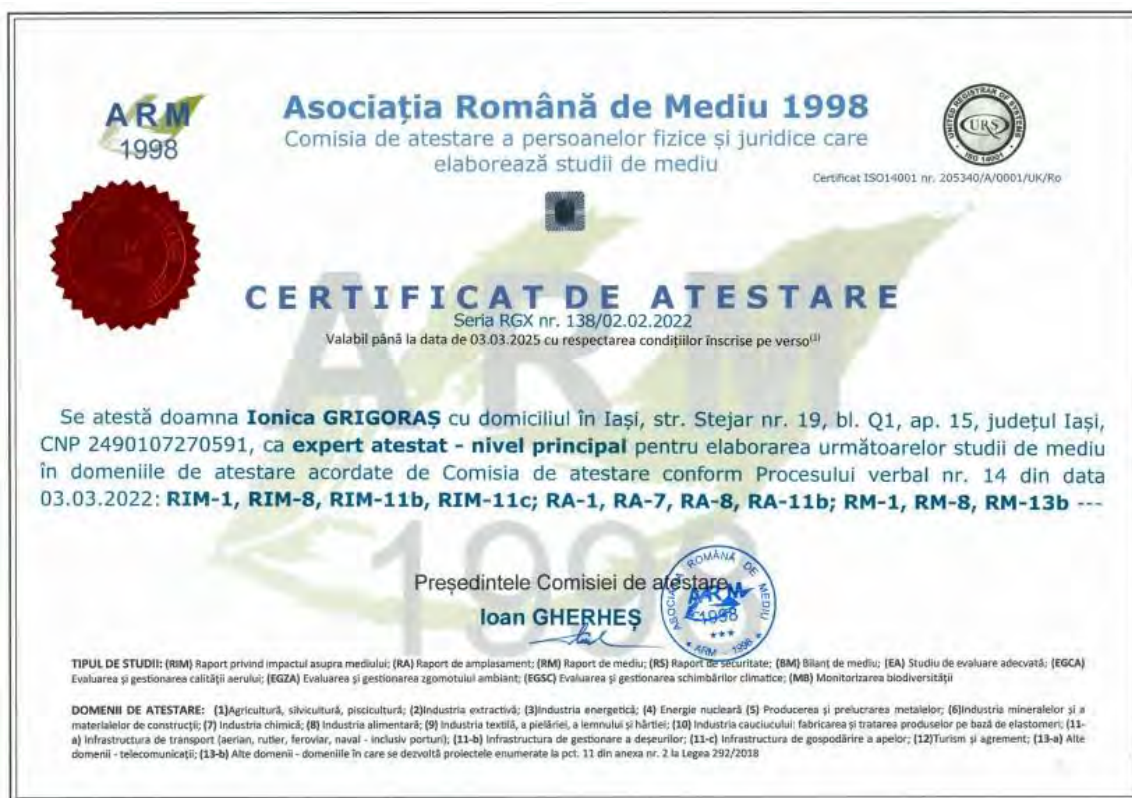 ARM
1998
Asociația Română de Mediu 1998
Comisia de atestare a persoanelor fizice și juridice care
elaborează studii de mediu
UNITED REGISTRAR OF SYSTEMS
URS
ISO 14001
Certificat ISO14001 nr. 205340/A/0001/UK/Ro
CERTIFICAT DE ATESTARE
Seria RGX nr. 138/02.02.2022
Valabil până la data de 03.03.2025 cu respectarea condițiilor înscrise pe verso(1)
ARM
1998
Se atestă doamna Ionica GRIGORAȘ cu domiciliul în Iași, str. Stejar nr. 19, bl. Q1, ap. 15, județul Iași,
CNP 2490107270591, ca expert atestat - nivel principal pentru elaborarea următoarelor studii de mediu
în domeniile de atestare acordate de Comisia de atestare conform Procesului verbal nr. 14 din data
03.03.2022: RIM-1, RIM-8, RIM-11b, RIM-11c; RA-1, RA-7, RA-8, RA-11b; RM-1, RM-8, RM-13b ---
Președintele Comisiei de atestare
Ioan GHERHEȘ
ASOCIAȚIA ROMÂNĂ DE MEDIU
ARM
1998
***
* ARM - 1998 *
TIPUL DE STUDII: (RIM) Raport privind impactul asupra mediului; (RA) Raport de amplasament; (RM) Raport de mediu; (RS) Raport de securitate; (BM) Bilanț de mediu; (EA) Studiu de evaluare adecvată; (EGCA)
Evaluarea și gestionarea calității aerului; (EGZA) Evaluarea și gestionarea zgomotului ambiant; (EGSC) Evaluarea și gestionarea schimbărilor climatice; (MB) Monitorizarea biodiversității
DOMENII DE ATESTARE: (1)Agricultură, silvicultură, piscicultură; (2)Industria extractivă; (3)Industria energetică; (4) Energie nucleară (5) Producerea și prelucrarea metalelor; (6)Industria mineralelor și a
materialelor de construcții; (7) Industria chimică; (8) Industria alimentară; (9) Industria textilă, a pielăriei, a lemnului și hârtiei; (10) Industria cauciucului: fabricarea și tratarea produselor pe bază de elastomeri; (11-
a) Infrastructura de transport (aerian, rutier, feroviar, naval - inclusiv porturi); (11-b) Infrastructura de gestionare a deșeurilor; (11-c) Infrastructura de gospodărire a apelor; (12)Turism și agrement; (13-a) Alte
domenii - telecomunicații; (13-b) Alte domenii - domeniile în care se dezvoltă proiectele enumerate la pct. 11 din anexa nr. 2 la Legea 292/2018